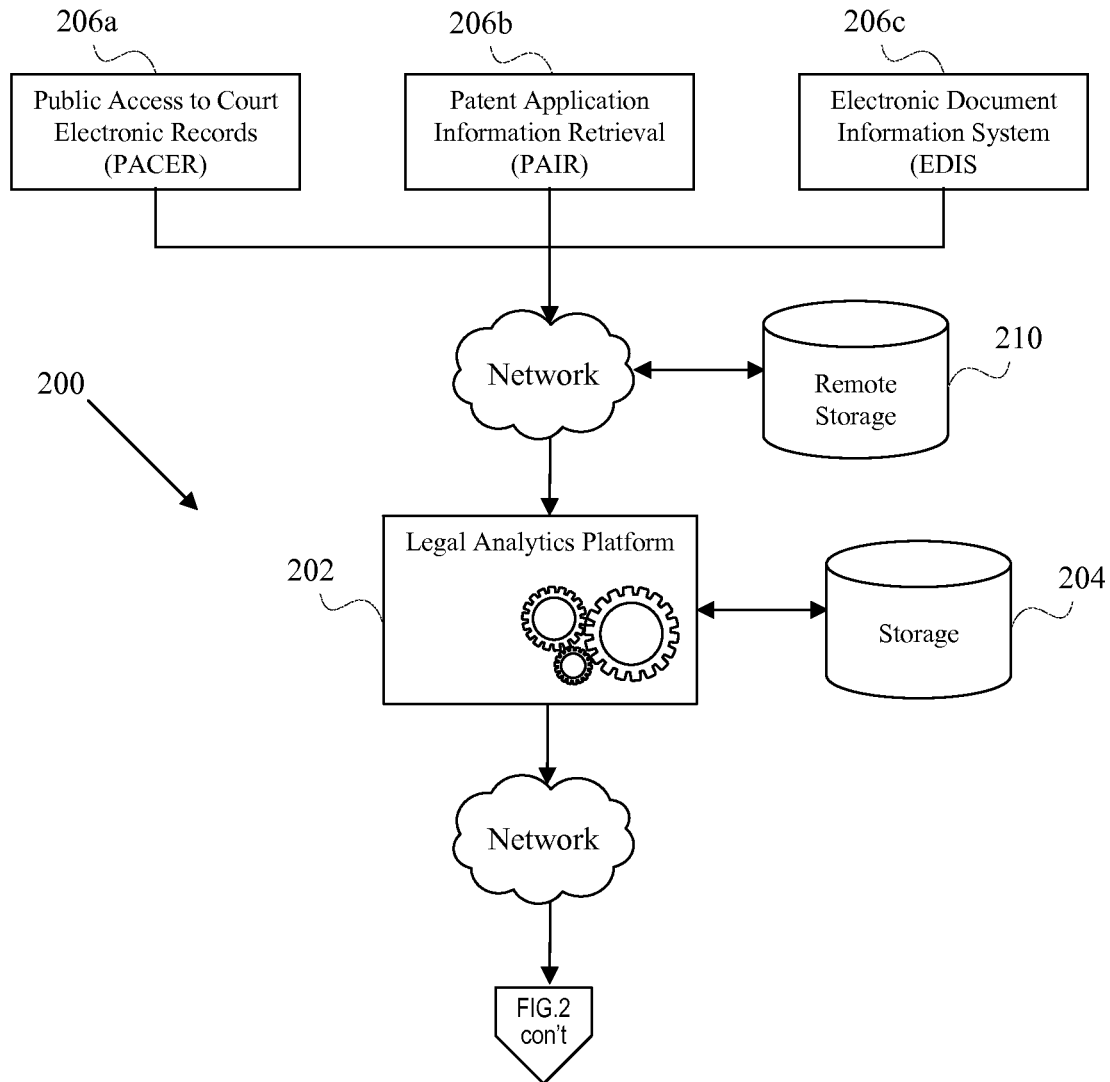 206a
206b
206c
Public Access to Court
Electronic Records
(PACER)
Patent Application
Information Retrieval
(PAIR)
Electronic Document
Information System
(EDIS
Network
Remote
Storage
210
200
Legal Analytics Platform
202
Storage
204
Network
FIG.2
con't